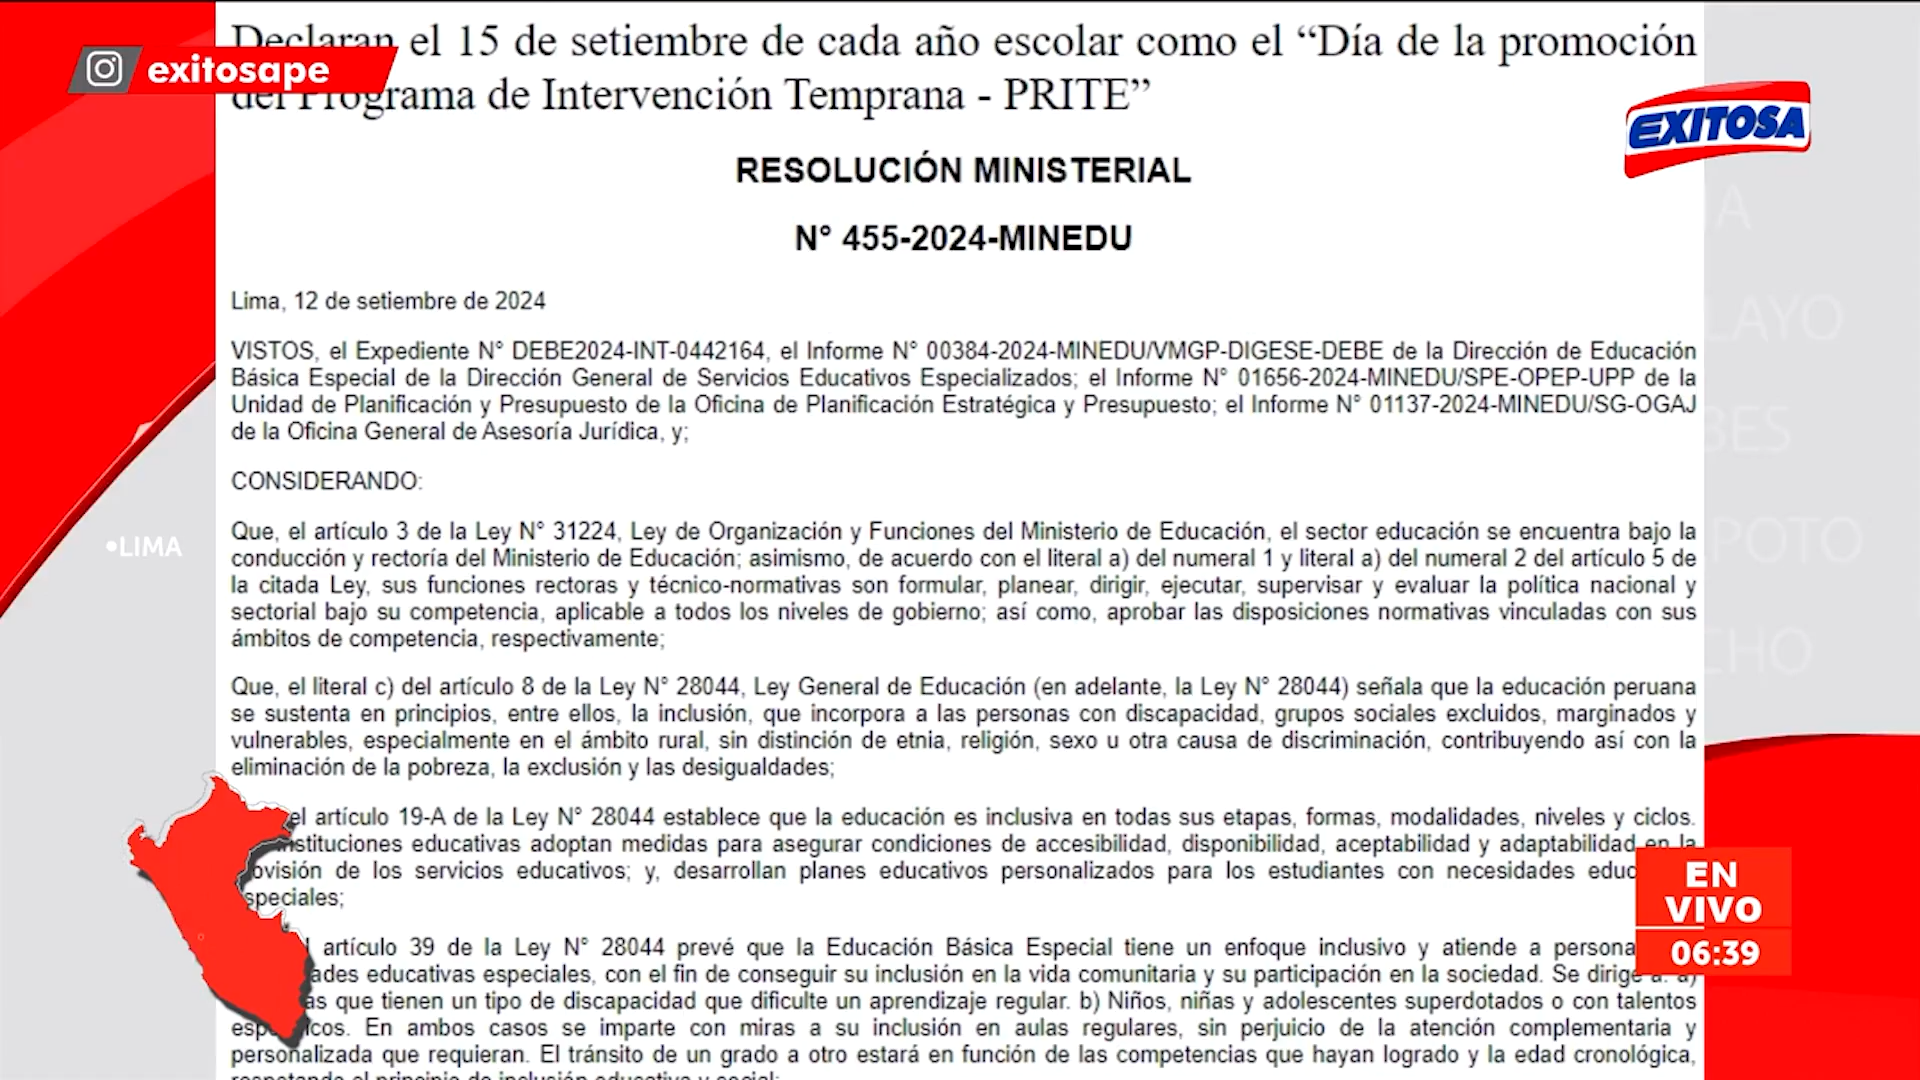 Declaran el 15 de setiembre de cada año escolar como el “Día de la promoción
del Programa de Intervención Temprana - PRITE”
exitosape
EXITOSA
RESOLUCIÓN MINISTERIAL
N° 455-2024-MINEDU
Lima, 12 de setiembre de 2024
VISTOS, el Expediente N° DEBE2024-INT-0442164, el Informe N° 00384-2024-MINEDU/VMGP-DIGESE-DEBE de la Dirección de Educación
Básica Especial de la Dirección General de Servicios Educativos Especializados; el Informe N° 01656-2024-MINEDU/SPE-OPEP-UPP de la
Unidad de Planificación y Presupuesto de la Oficina de Planificación Estratégica y Presupuesto; el Informe N° 01137-2024-MINEDU/SG-OGAJ
de la Oficina General de Asesoría Jurídica, y;
CONSIDERANDO:
Que, el artículo 3 de la Ley N° 31224, Ley de Organización y Funciones del Ministerio de Educación, el sector educación se encuentra bajo la
conducción y rectoría del Ministerio de Educación; asimismo, de acuerdo con el literal a) del numeral 1 y literal a) del numeral 2 del artículo 5 de
la citada Ley, sus funciones rectoras y técnico-normativas son formular, planear, dirigir, ejecutar, supervisar y evaluar la política nacional y
sectorial bajo su competencia, aplicable a todos los niveles de gobierno; así como, aprobar las disposiciones normativas vinculadas con sus
ámbitos de competencia, respectivamente;
Que, el literal c) del artículo 8 de la Ley N° 28044, Ley General de Educación (en adelante, la Ley N° 28044) señala que la educación peruana
se sustenta en principios, entre ellos, la inclusión, que incorpora a las personas con discapacidad, grupos sociales excluidos, marginados y
vulnerables, especialmente en el ámbito rural, sin distinción de etnia, religión, sexo u otra causa de discriminación, contribuyendo así con la
eliminación de la pobreza, la exclusión y las desigualdades;
el artículo 19-A de la Ley N° 28044 establece que la educación es inclusiva en todas sus etapas, formas, modalidades, niveles y ciclos.
stituciones educativas adoptan medidas para asegurar condiciones de accesibilidad, disponibilidad, aceptabilidad y adaptabilidad en la
ovisión de los servicios educativos; y, desarrollan planes educativos personalizados para los estudiantes con necesidades educ
speciales;
artículo 39 de la Ley N° 28044 prevé que la Educación Básica Especial tiene un enfoque inclusivo y atiende a persona
ades educativas especiales, con el fin de conseguir su inclusión en la vida comunitaria y su participación en la sociedad. Se dirige a: a)
as que tienen un tipo de discapacidad que dificulte un aprendizaje regular. b) Niños, niñas y adolescentes superdotados o con talentos
específicos. En ambos casos se imparte con miras a su inclusión en aulas regulares, sin perjuicio de la atención complementaria y
personalizada que requieran. El tránsito de un grado a otro estará en función de las competencias que hayan logrado y la edad cronológica,
respetando el principio de inclusión educativa y social;
•LIMA
A
LAYO
BES
POTO
CHO
EN
VIVO
06:39